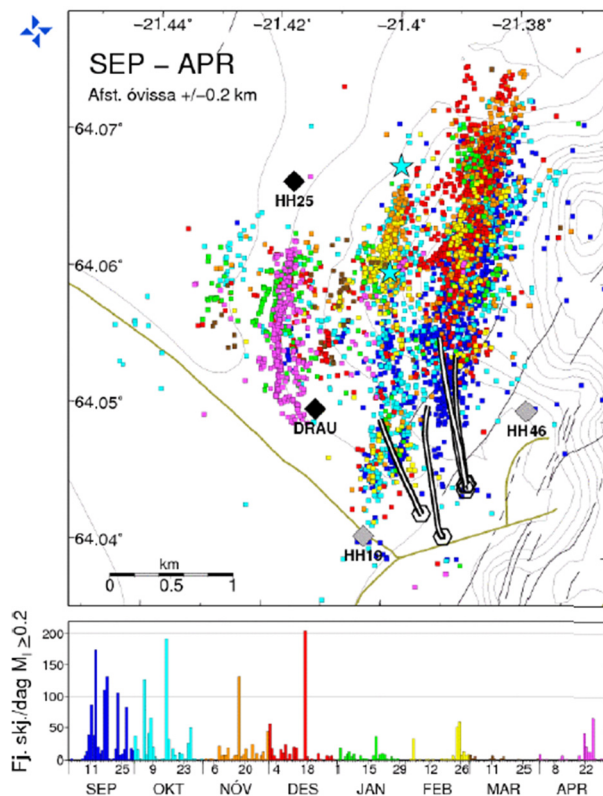 −21.44° −21.42° −21.4° −21.38°
SEP − APR
Afst. óvissa +/−0.2 km
64.07°
HH25
64.06°
64.05°
DRAU
HH46
64.04°
HH10
km
0 0.5 1
Fj. skj./dag Ml ≥0.2
200
150
100
50
0
11 25 9 23 6 20 4 18 1 15 29 12 26 11 25 8 22
SEP OKT NÓV DES JAN FEB MAR APR